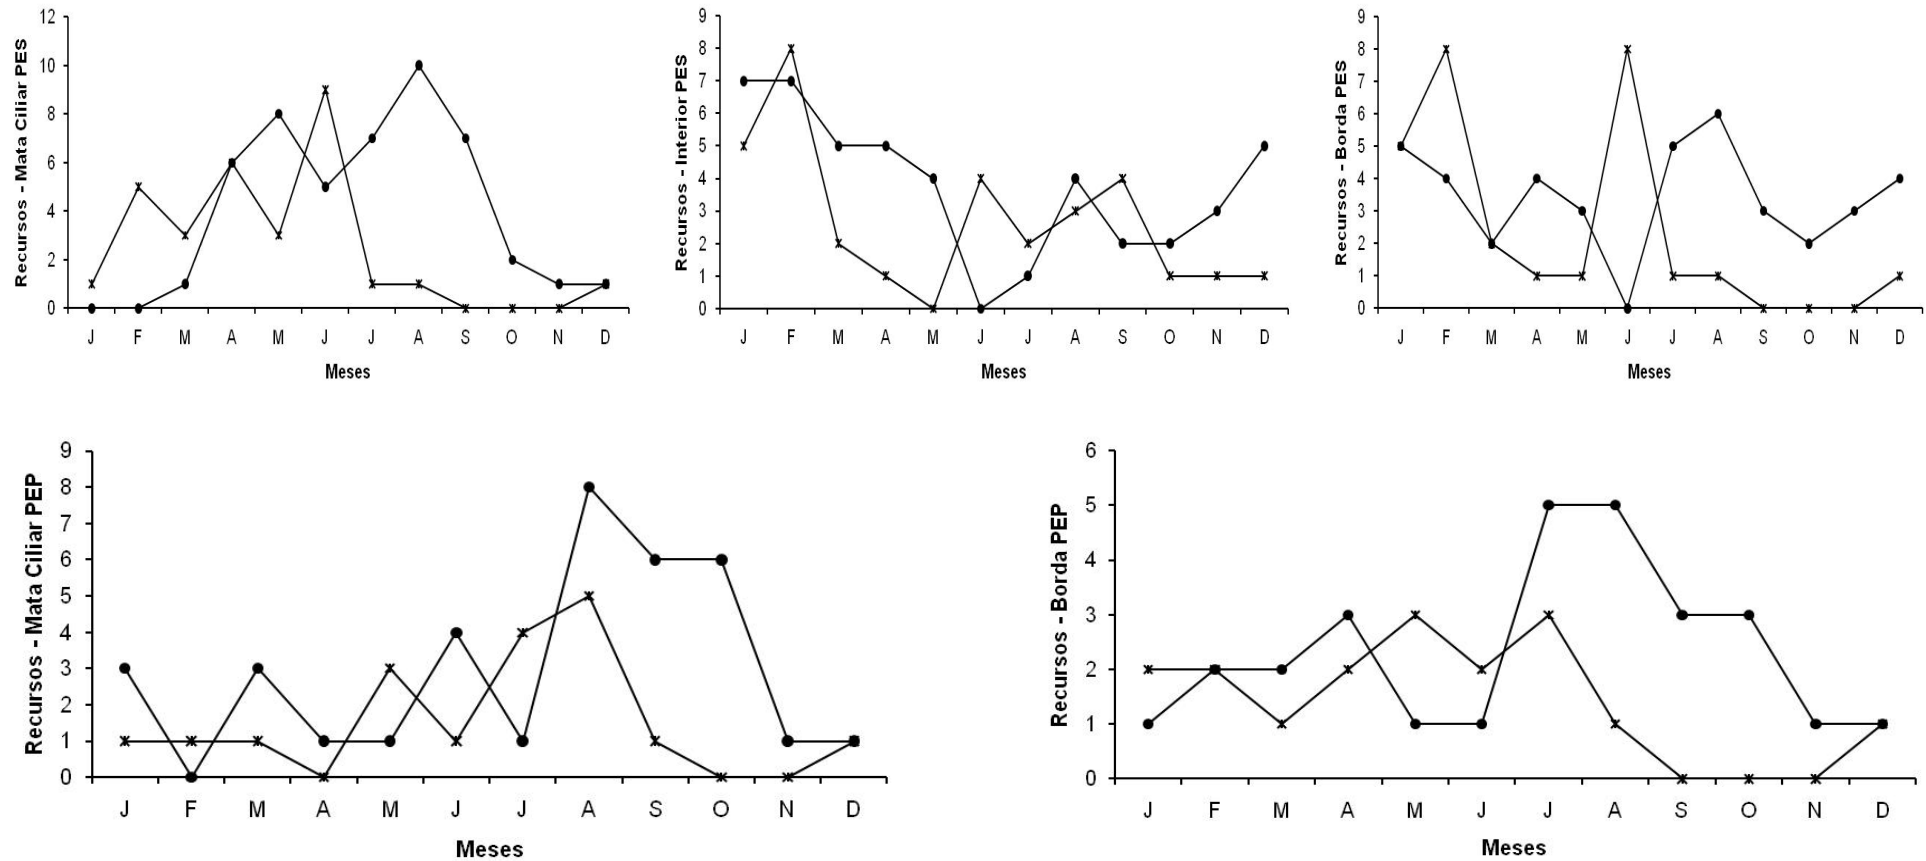 Recursos - Mata Ciliar PES
12
10
8
6
4
2
0
J F M A M J J A S O N D
Meses
Recursos - Interior PES
9
8
7
6
5
4
3
2
1
0
J F M A M J J A S O N D
Meses
Recursos - Borda PES
9
8
7
6
5
4
3
2
1
0
J F M A M J J A S O N D
Meses
Recursos - Mata Ciliar PEP
9
8
7
6
5
4
3
2
1
0
J F M A M J J A S O N D
Meses
Recursos - Borda PEP
6
5
4
3
2
1
0
J F M A M J J A S O N D
Meses